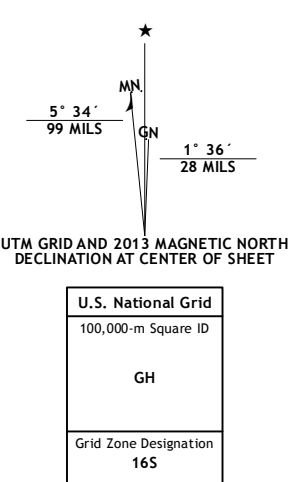 ★
MN.
5° 34´
99 MILS
GN
1° 36´
28 MILS
UTM GRID AND 2013 MAGNETIC NORTH
DECLINATION AT CENTER OF SHEET
U.S. National Grid
100,000-m Square ID
GH
Grid Zone Designation
16S